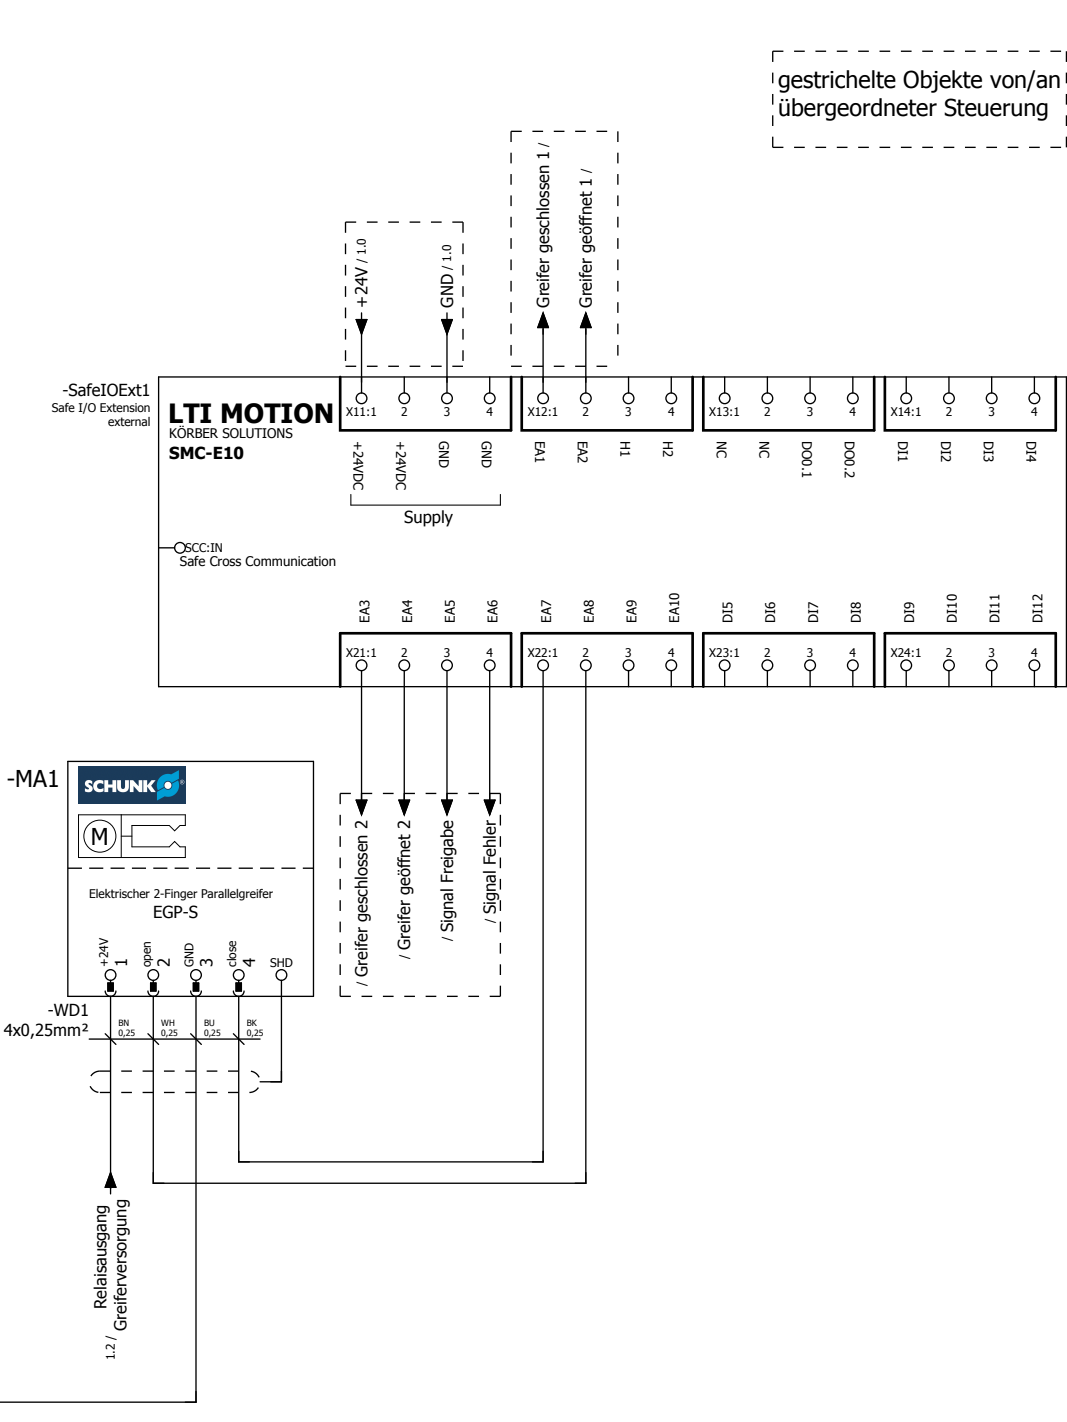 gestrichelte Objekte von/an
übergeordneter Steuerung
+24V / 1.0
GND / 1.0
Greifer geschlossen 1 /
Greifer geöffnet 1 /
-SafeIOExt1
Safe I/O Extension
external
LTI MOTION
KÖRBER SOLUTIONS
SMC-E10
X11:1 2 3 4 X12:1 2 3 4 X13:1 2 3 4 X14:1 2 3 4
+24VDC +24VDC GND GND EA1 EA2 H1 H2 NC NC DO0.1 DO0.2 DI1 DI2 DI3 DI4
Supply
SCC:IN
Safe Cross Communication
EA3 EA4 EA5 EA6 EA7 EA8 EA9 EA10 DI5 DI6 DI7 DI8 DI9 DI10 DI11 DI12
X21:1 2 3 4 X22:1 2 3 4 X23:1 2 3 4 X24:1 2 3 4
-MA1
SCHUNK
M
/ Greifer geschlossen 2
/ Greifer geöffnet 2
/ Signal Freigabe
/ Signal Fehler
Elektrischer 2-Finger Parallelgreifer
EGP-S
+24V open GND close SHD
1 2 3 4
-WD1
4x0,25mm²
BN WH BU BK
0,25 0,25 0,25 0,25
Relaisausgang
1.2 / Greiferversorgung